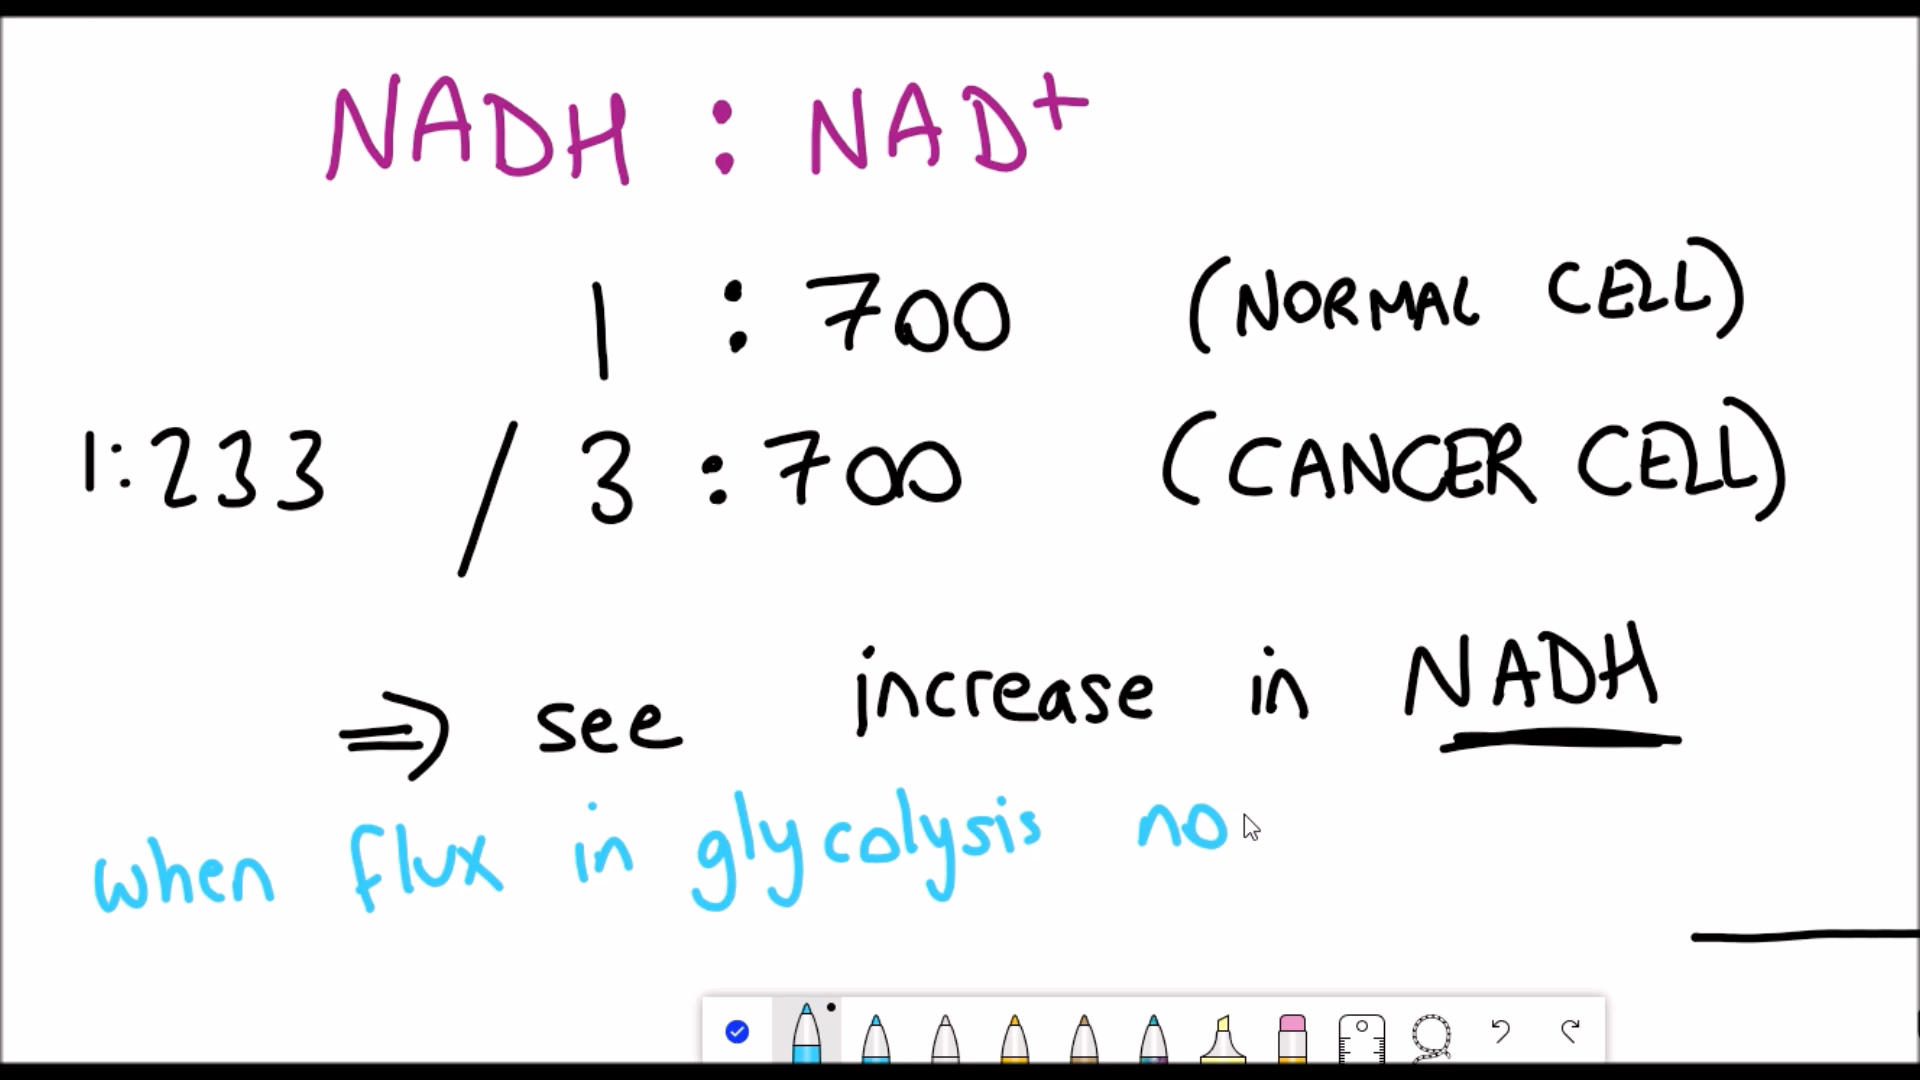 NADH : NAD+
1 : 700 (NORMAL CELL)
1:233 / 3 : 700 (CANCER CELL)
⇒ see increase in NADH
when flux in glycolysis no